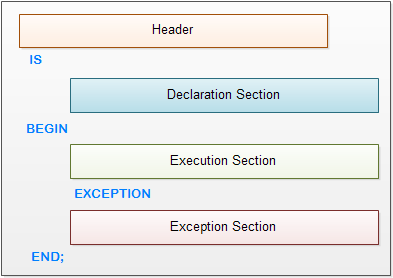 Header
IS
Declaration Section
BEGIN
Execution Section
EXCEPTION
Exception Section
END;